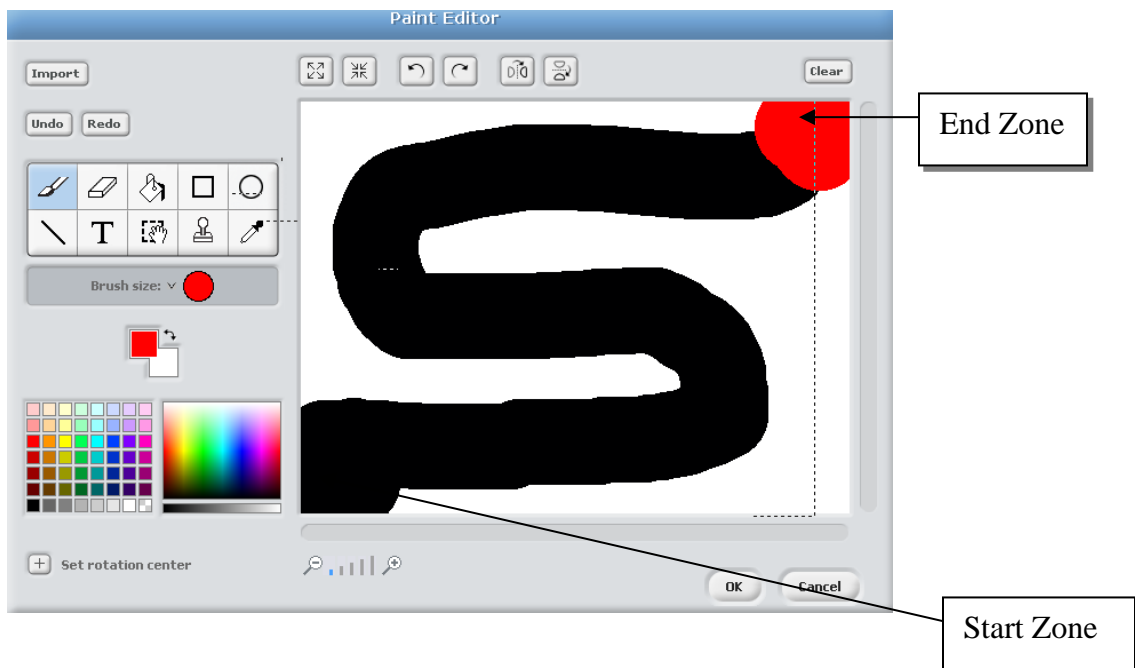 Paint Editor
Import
Clear
Undo Redo
End Zone
T
Brush size:
Set rotation center
OK Cancel
Start Zone